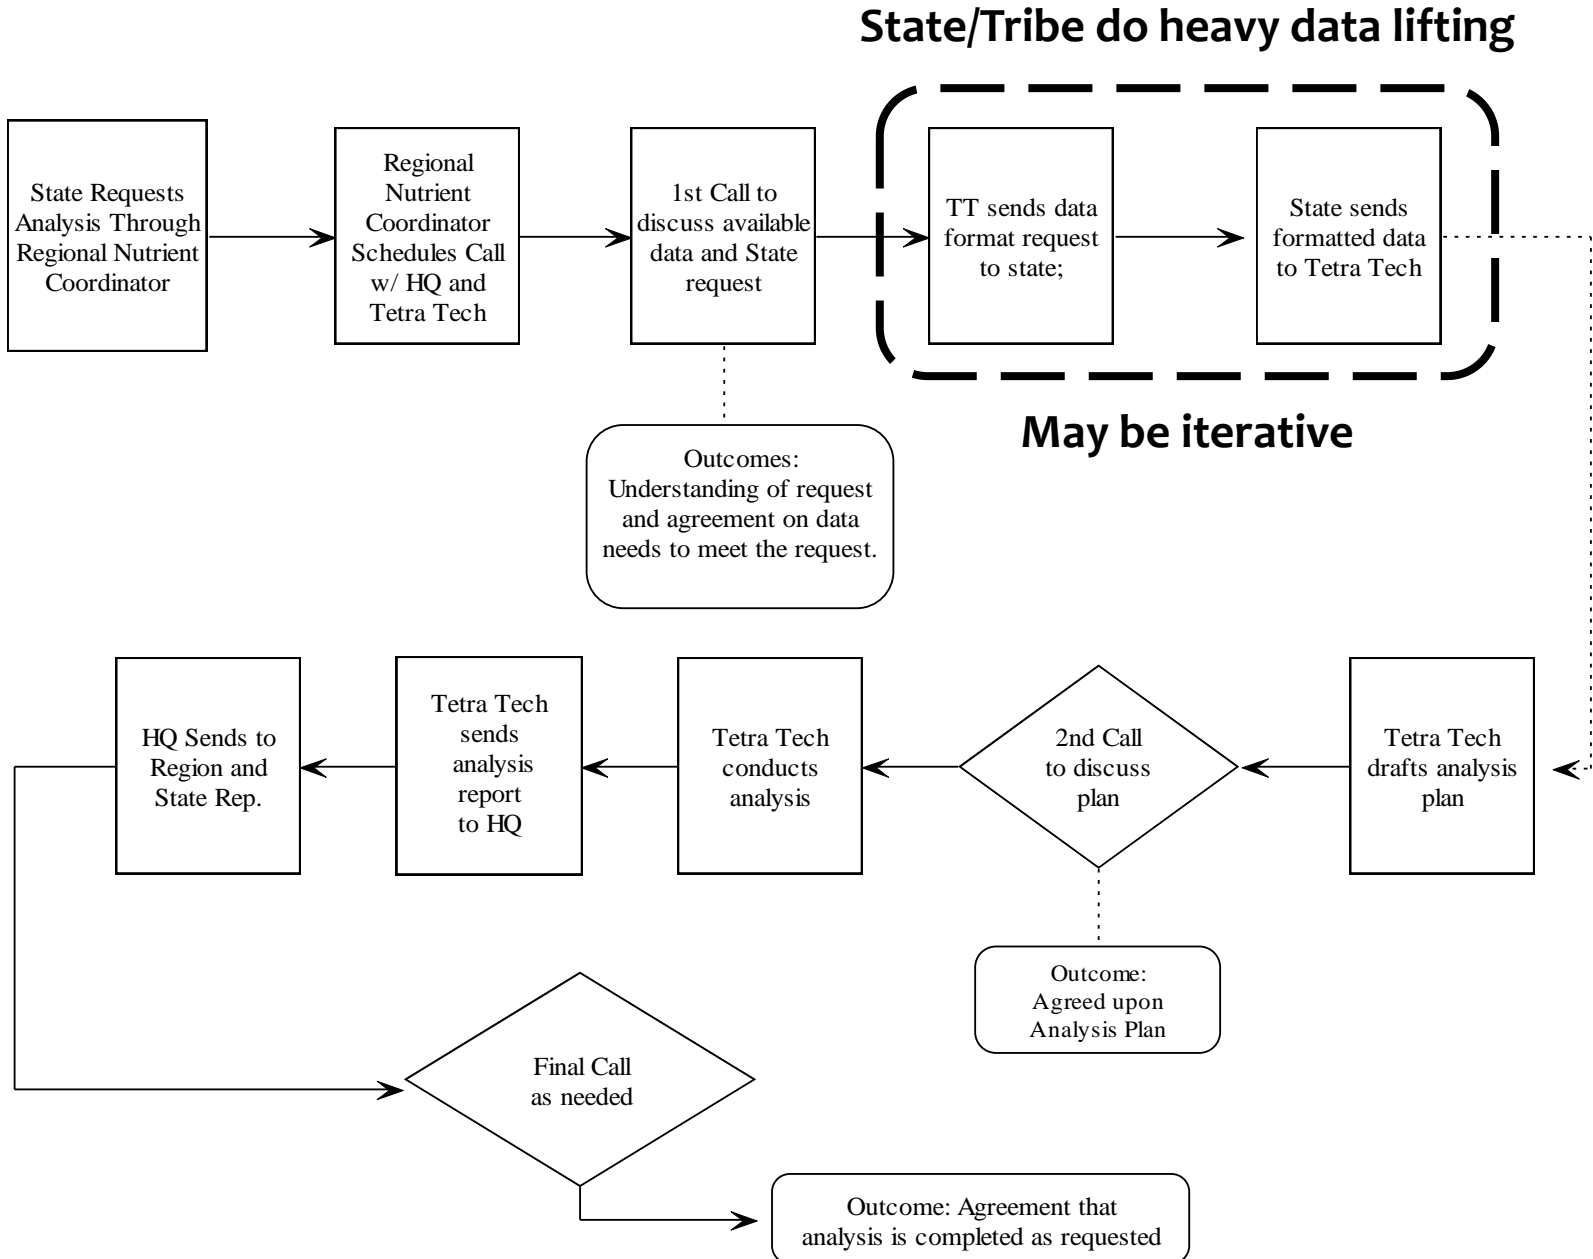 State/Tribe do heavy data lifting
State Requests
Analysis Through
Regional Nutrient
Coordinator
Regional
Nutrient
Coordinator
Schedules Call
w/ HQ and
Tetra Tech
1st Call to
discuss available
data and State
request
TT sends data
format request
to state;
State sends
formatted data
to Tetra Tech
May be iterative
Outcomes:
Understanding of request
and agreement on data
needs to meet the request.
Tetra Tech
drafts analysis
plan
2nd Call
to discuss
plan
Outcome:
Agreed upon
Analysis Plan
Tetra Tech
conducts
analysis
Tetra Tech
sends
analysis
report
to HQ
HQ Sends to
Region and
State Rep.
Final Call
as needed
Outcome: Agreement that
analysis is completed as requested